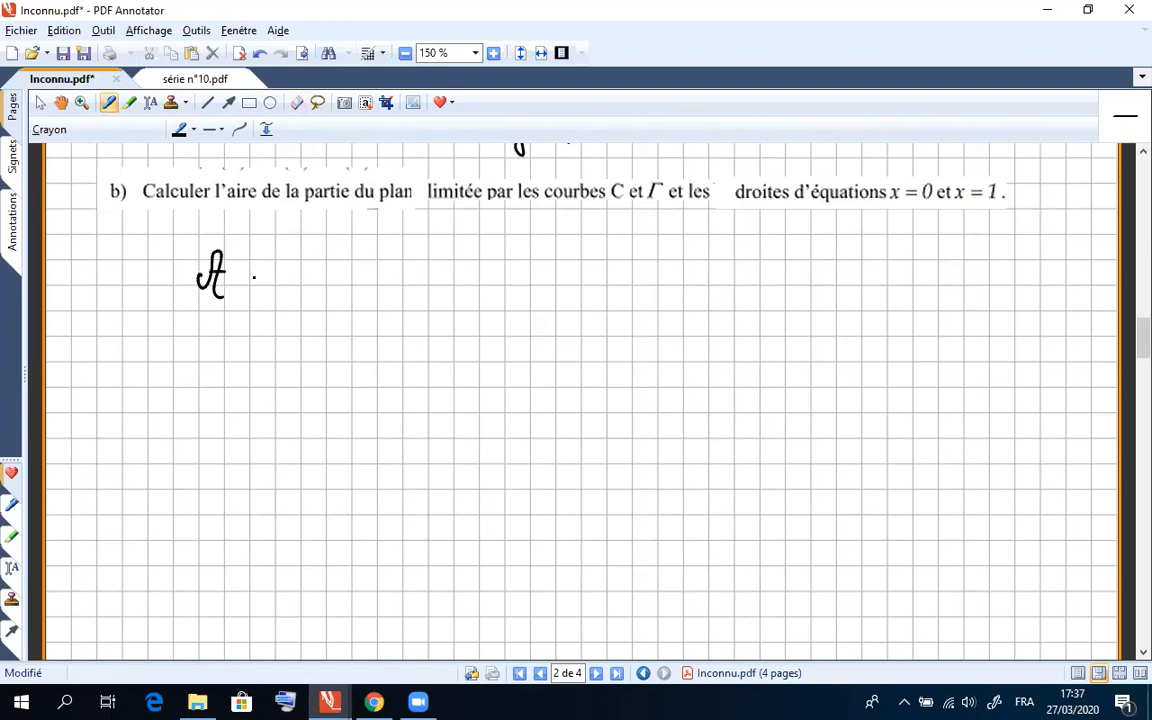 Inconnu.pdf* - PDF Annotator
Fichier Edition Outil Affichage Outils Fenêtre Aide
150 %
Inconnu.pdf* série n°10.pdf
Crayon
Pages
Signets
Annotations
b) Calculer l'aire de la partie du plan limitée par les courbes C et Γ et les droites d'équations x = 0 et x = 1 .
A
Modifié
2 de 4
Inconnu.pdf (4 pages)
FRA
17:37
27/03/2020
1